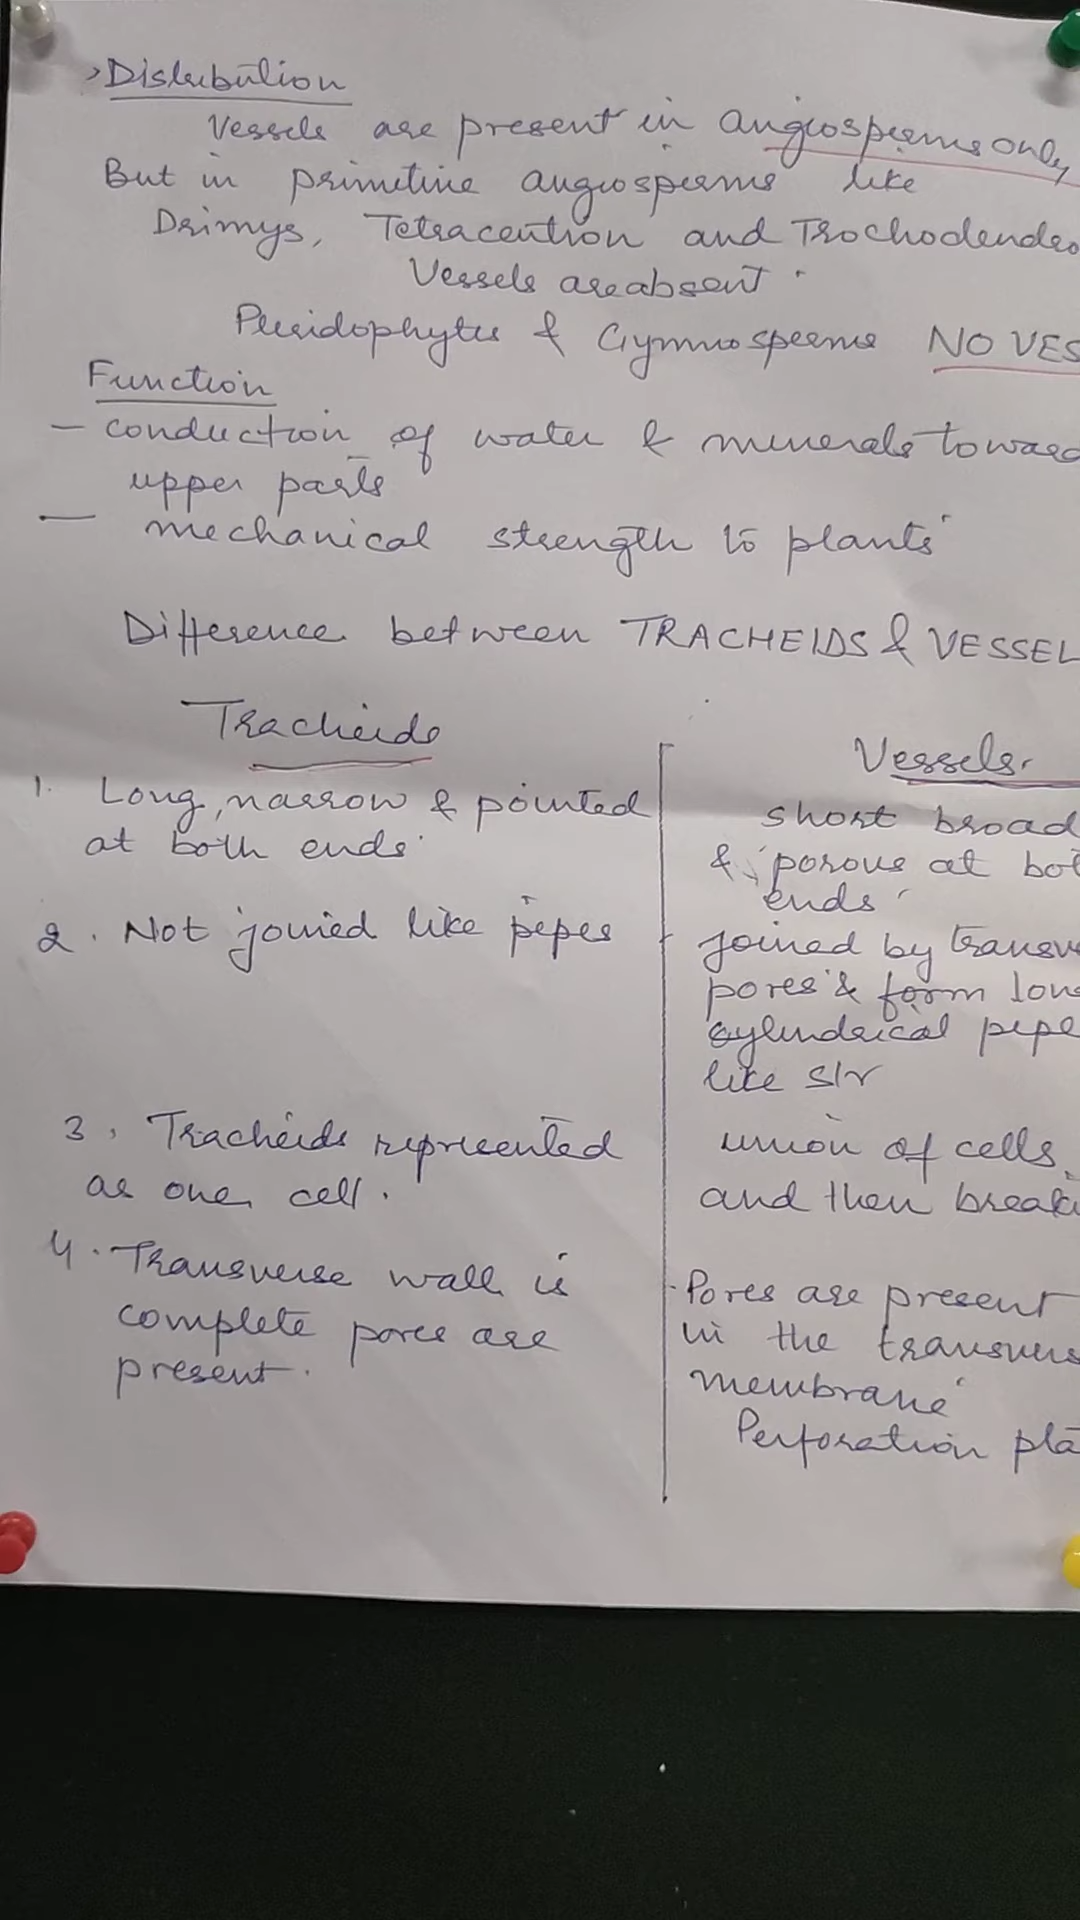 Distribution
Vessels are present in angiosperms only
But in primitive angiosperms like
Drimys, Tetracention and Trochodendro
Vessels are absent.
Pteridophytes & Gymnosperms NO VES
Function
– conduction of water & minerals toward
upper parts
– mechanical strength to plants
Difference between TRACHEIDS & VESSEL
Tracheids
Vessels.
1. Long, narrow & pointed
at both ends.
short broad
& porous at bot
ends
2. Not joined like pipes
joined by transve
pores & form lon
cylindrical pipe
like s/r
3. Tracheids represented
as one cell.
union of cells,
and then break
4. Transverse wall is
complete pores are
present.
Pores are present
in the transvers
membrane
Perforation pla